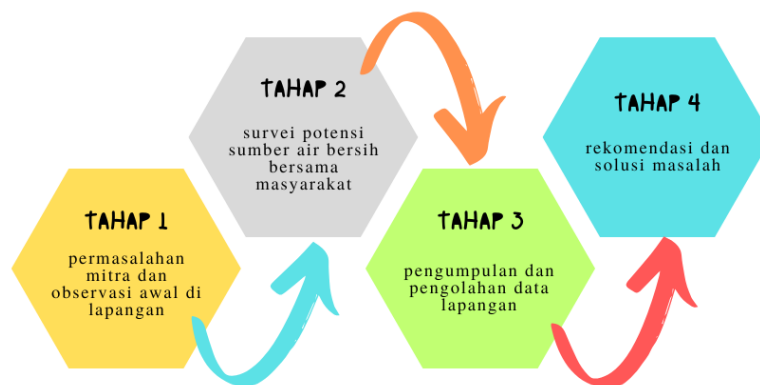 TAHAP 1
permasalahan
mitra dan
observasi awal di
lapangan
TAHAP 2
survei potensi
sumber air bersih
bersama
masyarakat
TAHAP 3
pengumpulan dan
pengolahan data
lapangan
TAHAP 4
rekomendasi dan
solusi masalah